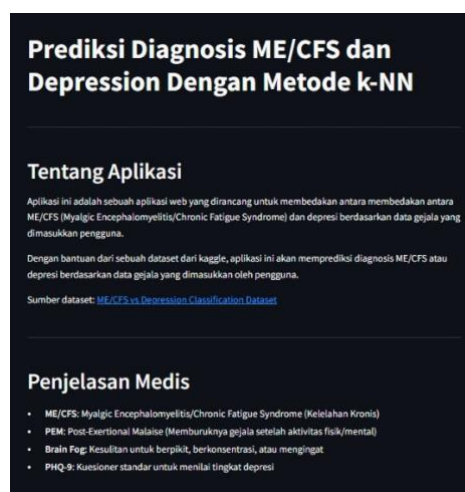 Prediksi Diagnosis ME/CFS dan
Depression Dengan Metode k-NN
Tentang Aplikasi
Aplikasi ini adalah sebuah aplikasi web yang dirancang untuk membedakan antara membedakan antara
ME/CFS (Myalgic Encephalomyelitis/Chronic Fatigue Syndrome) dan depresi berdasarkan data gejala yang
dimasukkan pengguna.
Dengan bantuan dari sebuah dataset dari kaggle, aplikasi ini akan memprediksi diagnosis ME/CFS atau
depresi berdasarkan data gejala yang dimasukkan oleh pengguna.
Sumber dataset: ME/CFS vs Depression Classification Dataset
Penjelasan Medis
• ME/CFS: Myalgic Encephalomyelitis/Chronic Fatigue Syndrome (Kelelahan Kronis)
• PEM: Post-Exertional Malaise (Memburuknya gejala setelah aktivitas fisik/mental)
• Brain Fog: Kesulitan untuk berpikit, berkonsentrasi, atau mengingat
• PHQ-9: Kuesioner standar untuk menilai tingkat depresi